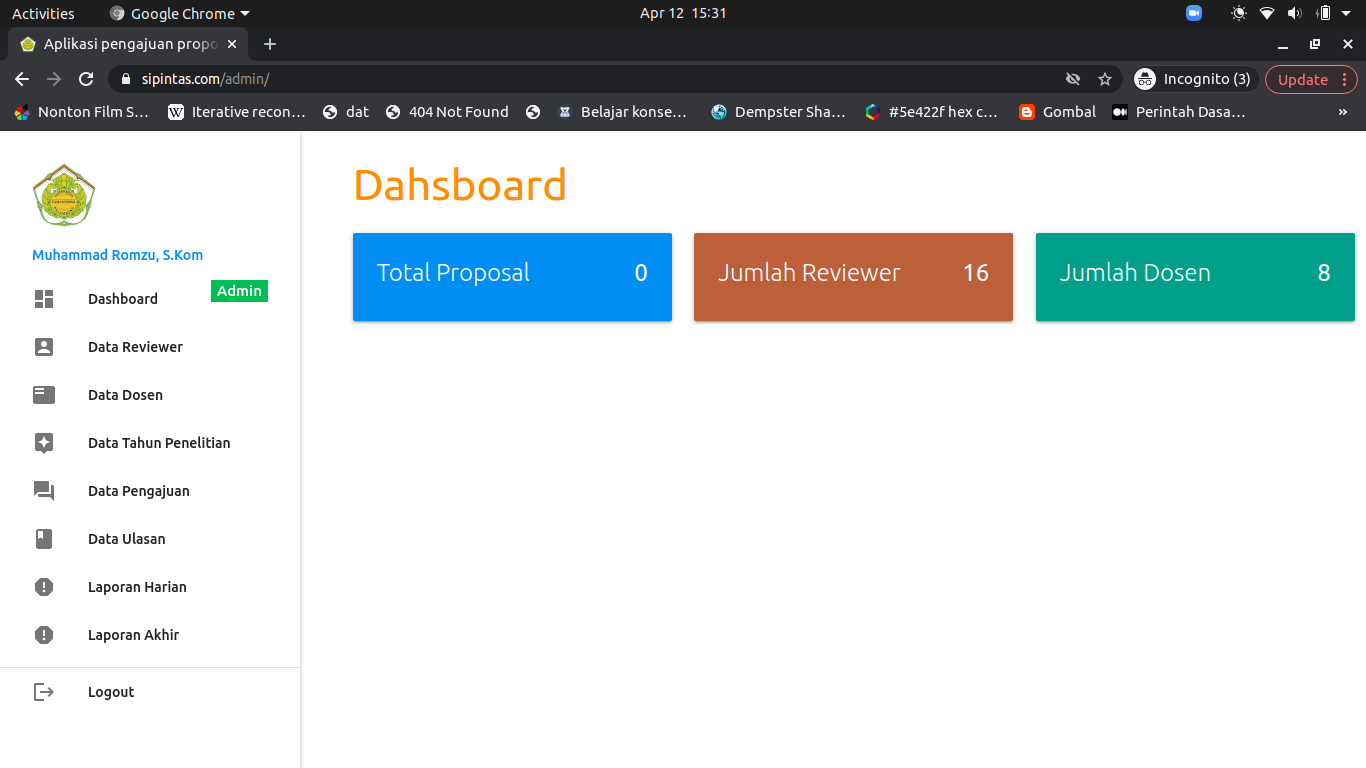 Activities
Google Chrome
Apr 12 15:31
Aplikasi pengajuan propo
sipintas.com/admin/
Incognito (3)
Update
Nonton Film S…
Iterative recon…
dat
404 Not Found
Belajar konse…
Dempster Sha…
#5e422f hex c…
Gombal
Perintah Dasa…
»
Muhammad Romzu, S.Kom
Admin
Dashboard
Data Reviewer
Data Dosen
Data Tahun Penelitian
Data Pengajuan
Data Ulasan
Laporan Harian
Laporan Akhir
Logout
Dahsboard
Total Proposal 0
Jumlah Reviewer 16
Jumlah Dosen 8